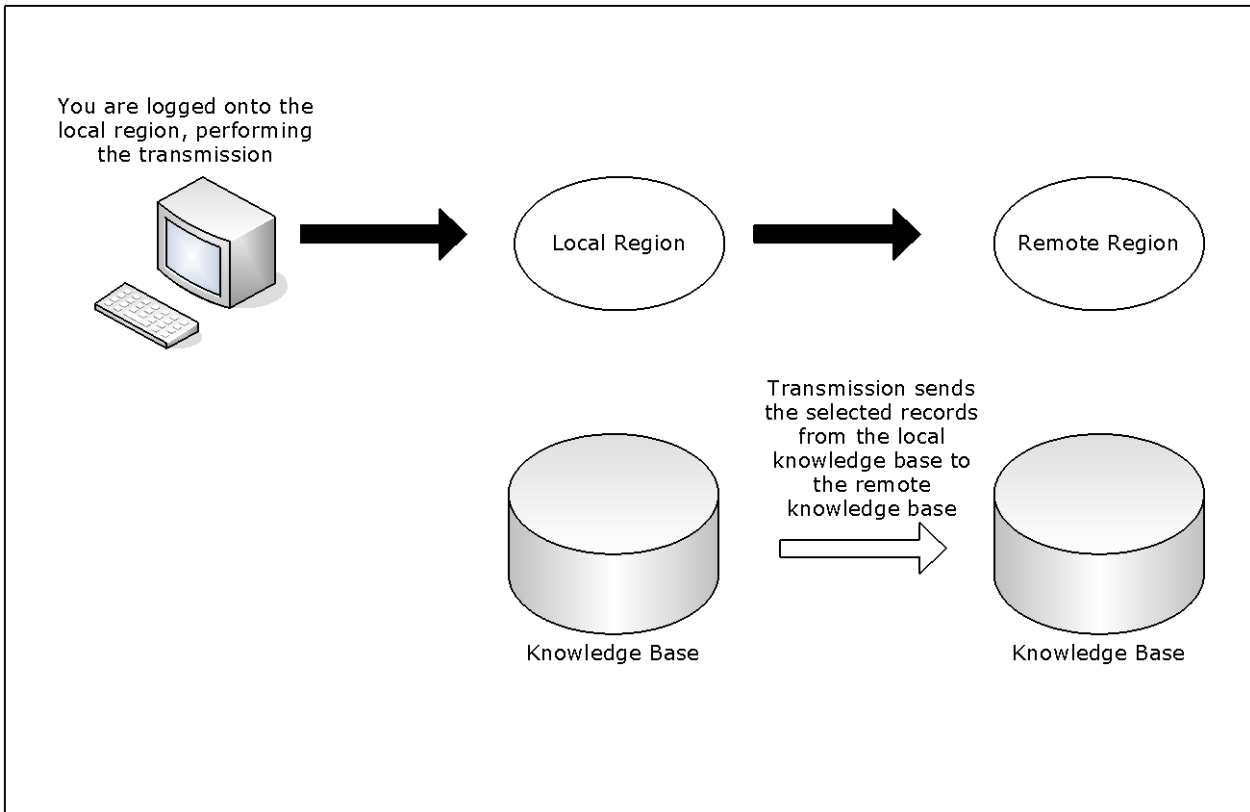 You are logged onto the
local region, performing
the transmission
Local Region
Remote Region
Transmission sends
the selected records
from the local
knowledge base to
the remote
knowledge base
Knowledge Base
Knowledge Base